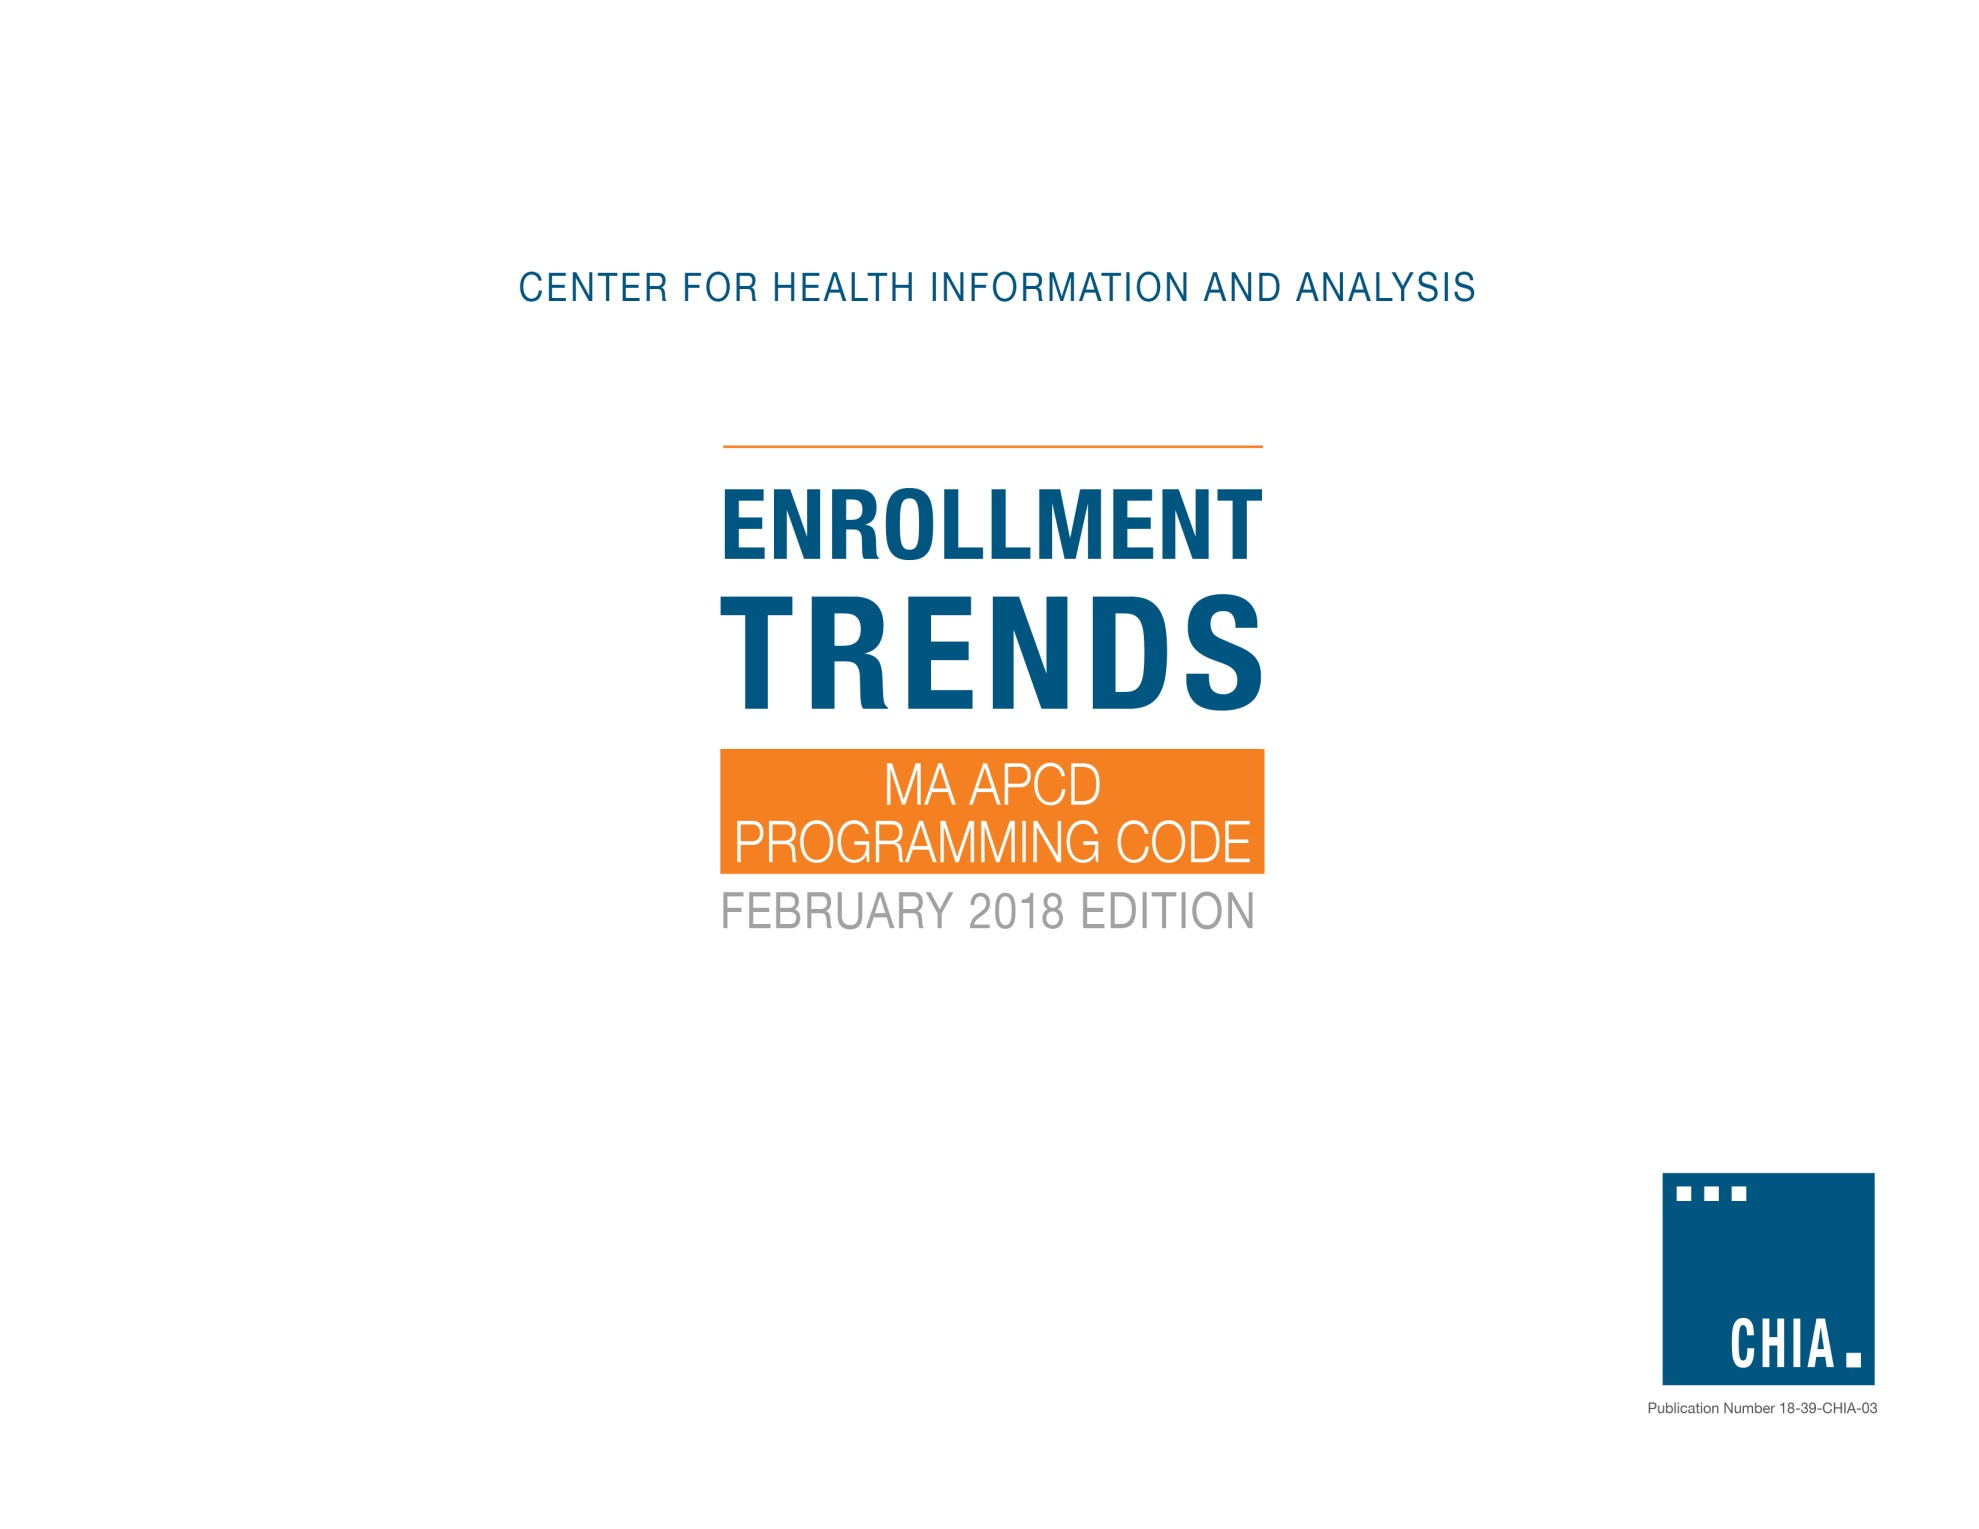 CENTER FOR HEALTH INFORMATION AND ANALYSIS
ENROLLMENT
TRENDS
MA APCD
PROGRAMMING CODE
FEBRUARY 2018 EDITION
CHIA.
Publication Number 18-39-CHIA-03